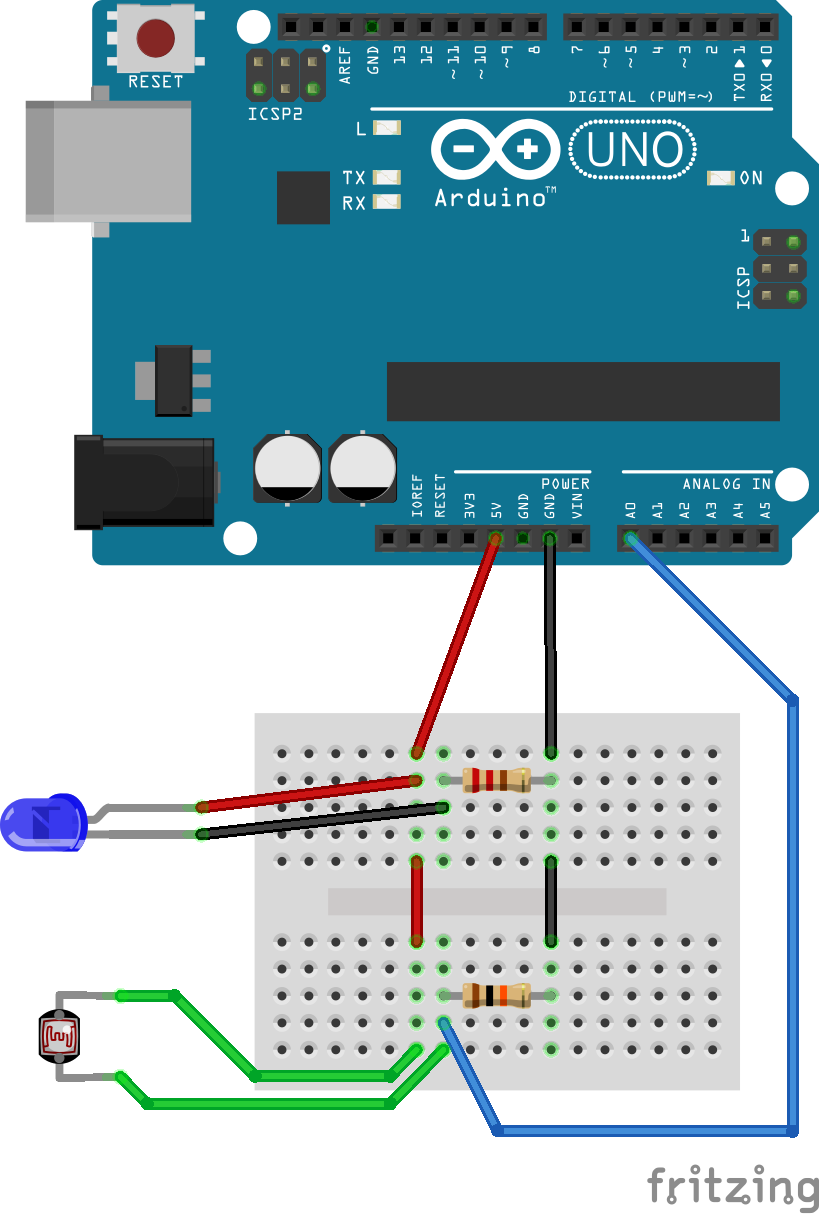 RESET
ICSP2
AREF
GND
13
12
~11
~10
~9
8
7
~6
~5
4
~3
2
TX0▶1
RX0◀0
DIGITAL (PWM=~)
L
TX
RX
Arduino™
UNO
ON
1
ICSP
POWER
ANALOG IN
IOREF
RESET
3V3
5V
GND
GND
VIN
A0
A1
A2
A3
A4
A5
fritzing